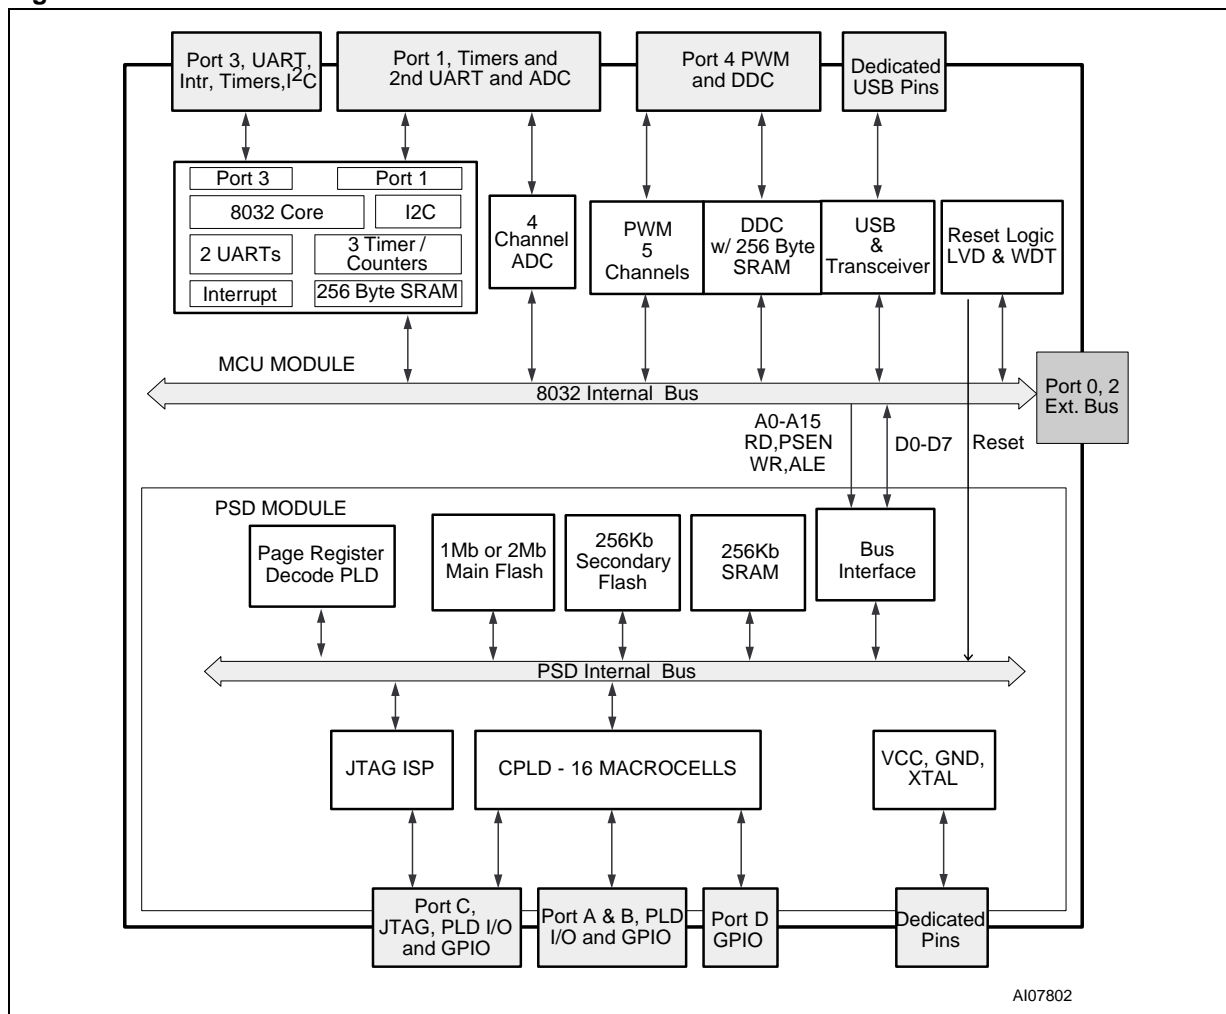 Port 3, UART,
Intr, Timers,I2C
Port 1, Timers and
2nd UART and ADC
Port 4 PWM
and DDC
Dedicated
USB Pins
Port 3
Port 1
8032 Core
I2C
2 UARTs
3 Timer /
Counters
Interrupt
256 Byte SRAM
4
Channel
ADC
PWM
5
Channels
DDC
w/ 256 Byte
SRAM
USB
&
Transceiver
Reset Logic
LVD & WDT
MCU MODULE
8032 Internal Bus
Port 0, 2
Ext. Bus
A0-A15
RD,PSEN
WR,ALE
D0-D7
Reset
PSD MODULE
Page Register
Decode PLD
1Mb or 2Mb
Main Flash
256Kb
Secondary
Flash
256Kb
SRAM
Bus
Interface
PSD Internal Bus
JTAG ISP
CPLD - 16 MACROCELLS
VCC, GND,
XTAL
Port C,
JTAG, PLD I/O
and GPIO
Port A & B, PLD
I/O and GPIO
Port D
GPIO
Dedicated
Pins
AI07802